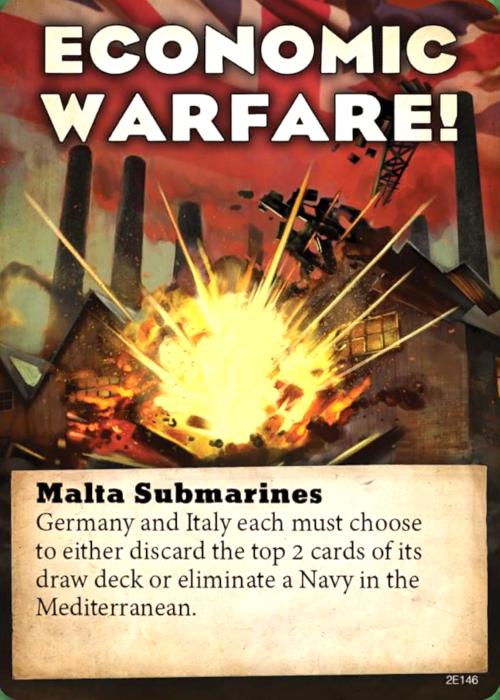 ECONOMIC
WARFARE!
Malta Submarines
Germany and Italy each must choose
to either discard the top 2 cards of its
draw deck or eliminate a Navy in the
Mediterranean.
2E146